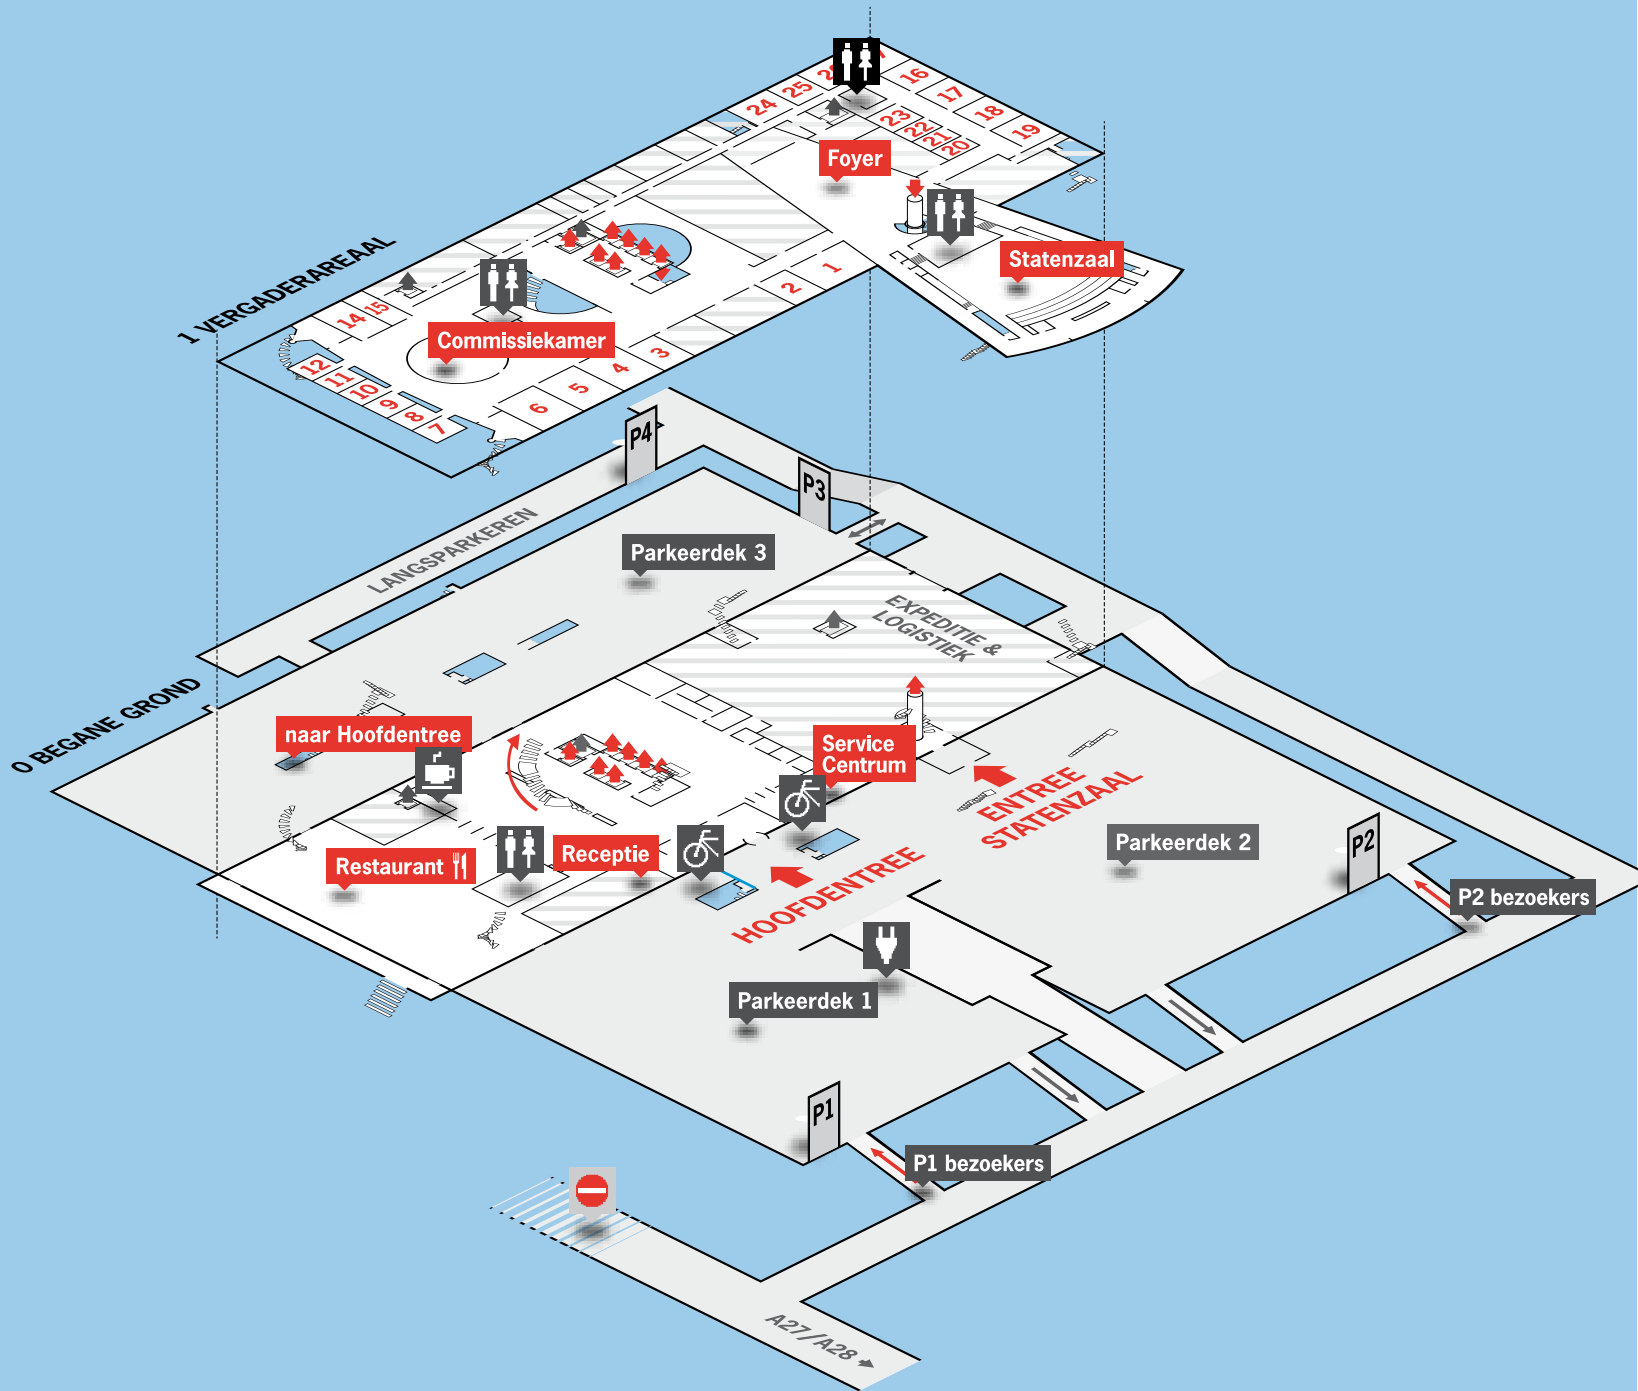 16
17
18
19
24
25
23
22
21
20
Foyer
Statenzaal
1 VERGADERAREAAL
1
2
3
4
5
6
14
15
Commissiekamer
12
11
10
9
8
7
P4
P3
LANGSPARKEREN
Parkeerdek 3
EXPEDITIE &
LOGISTIEK
0 BEGANE GROND
naar Hoofdentree
Service
Centrum
ENTREE
STATENZAAL
Restaurant
Receptie
HOOFDENTREE
Parkeerdek 2
P2
P2 bezoekers
Parkeerdek 1
P1
P1 bezoekers
A27/A28